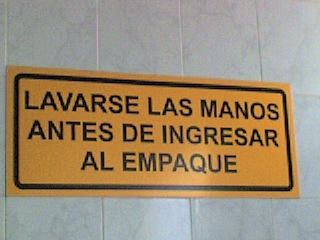 LAVARSE LAS MANOS
ANTES DE INGRESAR
AL EMPAQUE